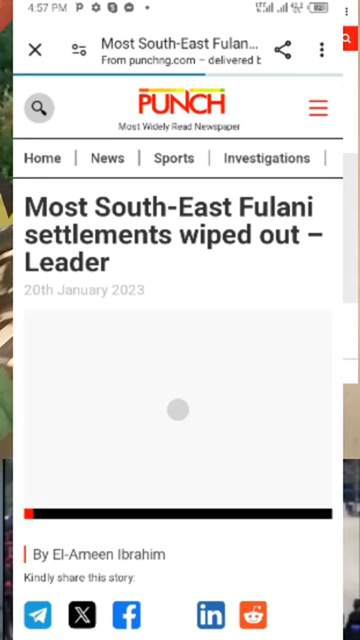 4:57 PM
Most South-East Fulan...
From punchng.com – delivered b
PUNCH
Most Widely Read Newspaper
Home | News | Sports | Investigations |
Most South-East Fulani
settlements wiped out –
Leader
20th January 2023
By El-Ameen Ibrahim
Kindly share this story: